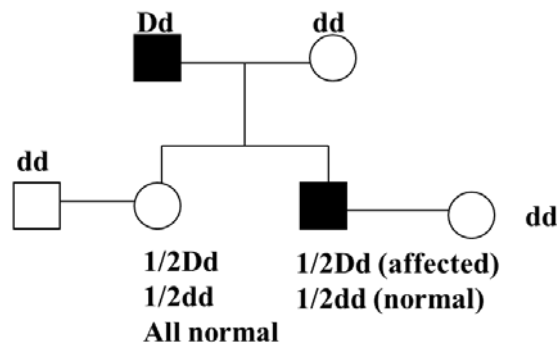 Dd
dd
dd
dd
1/2Dd
1/2dd
All normal
1/2Dd (affected)
1/2dd (normal)